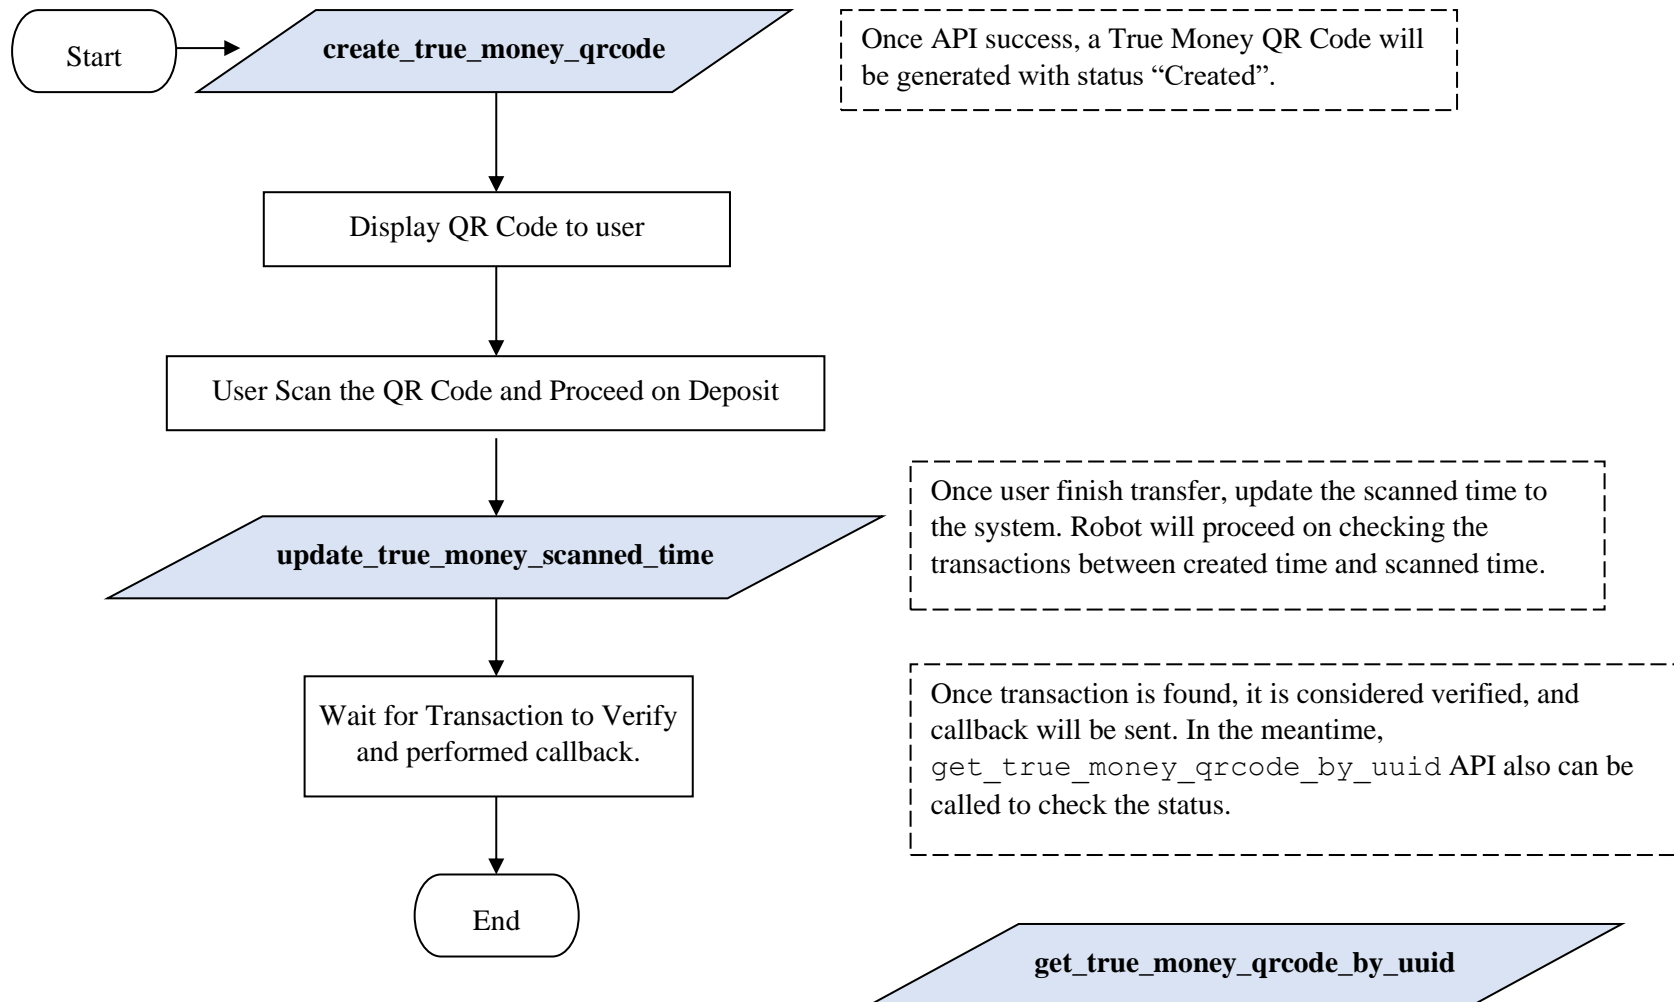 Start
create_true_money_qrcode
Once API success, a True Money QR Code will
be generated with status “Created”.
Display QR Code to user
User Scan the QR Code and Proceed on Deposit
Once user finish transfer, update the scanned time to
the system. Robot will proceed on checking the
transactions between created time and scanned time.
update_true_money_scanned_time
Wait for Transaction to Verify
and performed callback.
Once transaction is found, it is considered verified, and
callback will be sent. In the meantime,
get_true_money_qrcode_by_uuid API also can be
called to check the status.
End
get_true_money_qrcode_by_uuid